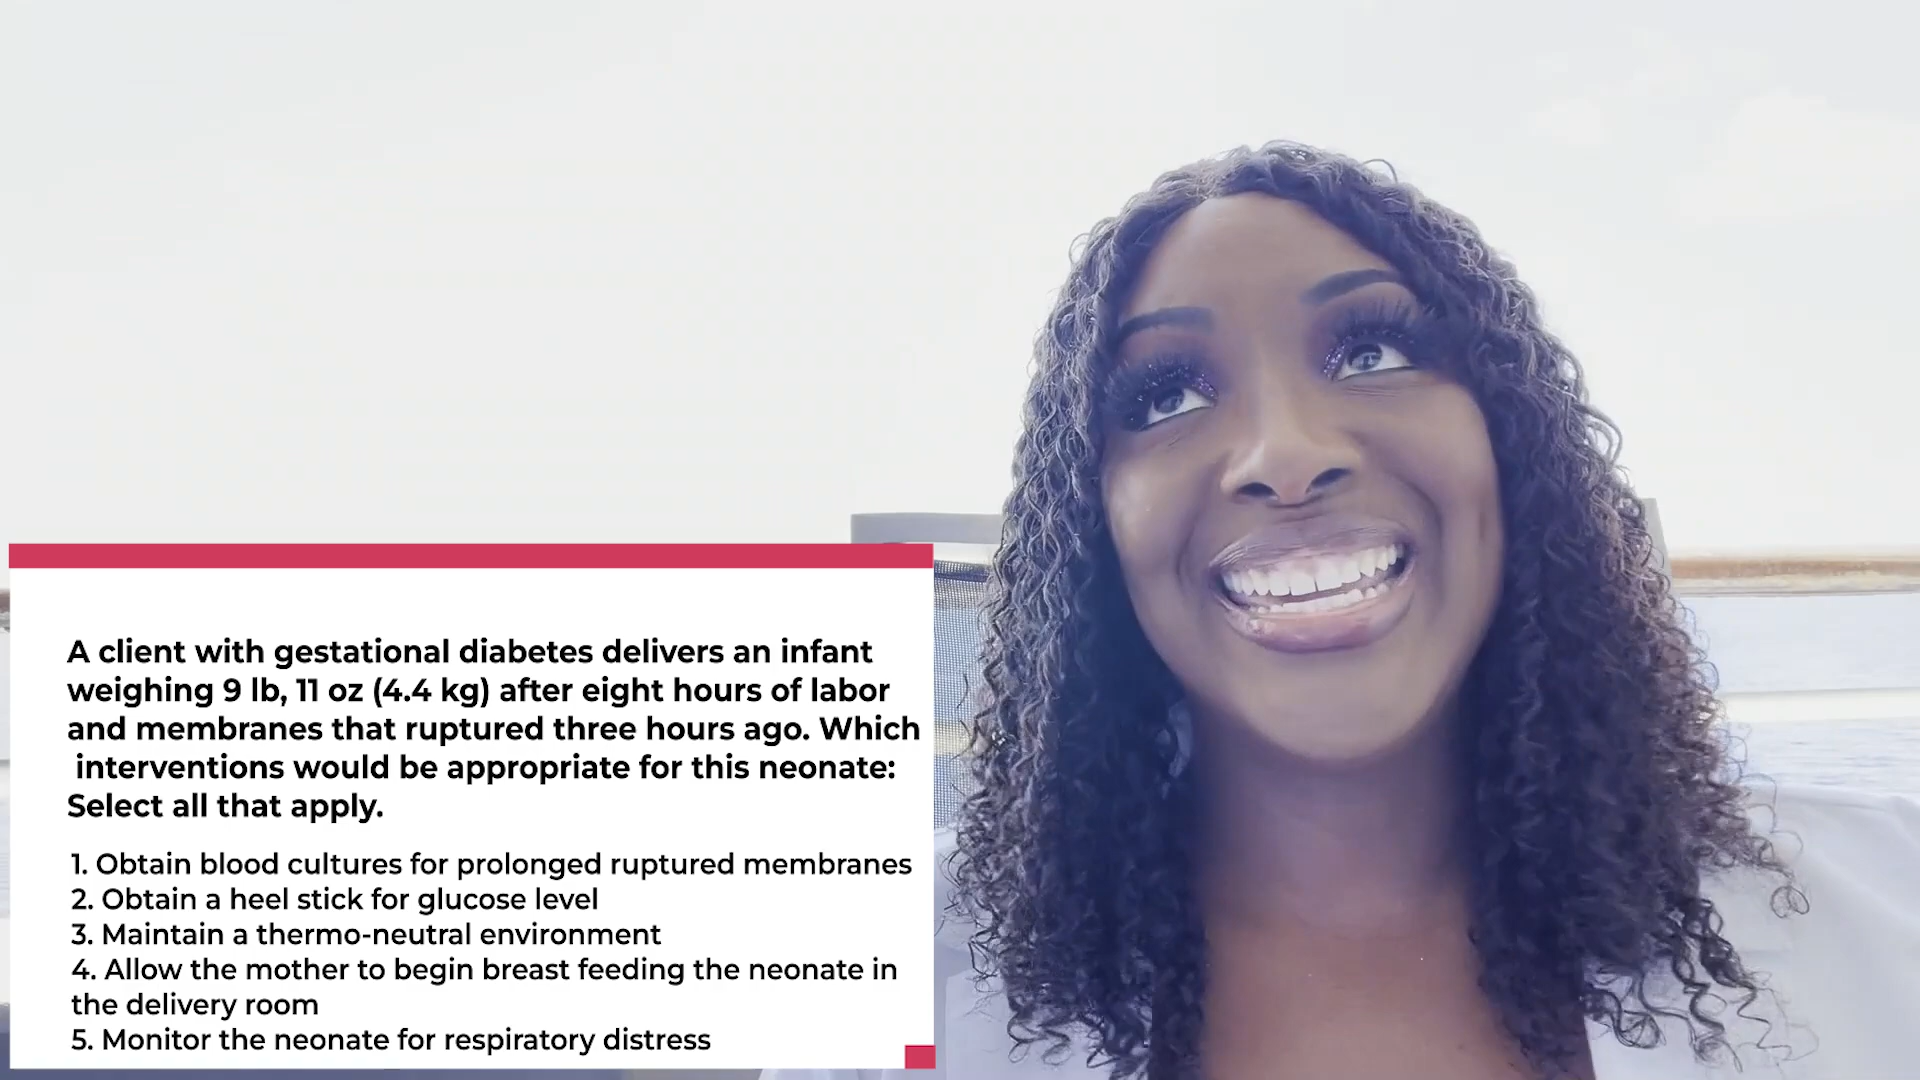 A client with gestational diabetes delivers an infant
weighing 9 lb, 11 oz (4.4 kg) after eight hours of labor
and membranes that ruptured three hours ago. Which
interventions would be appropriate for this neonate:
Select all that apply.
1. Obtain blood cultures for prolonged ruptured membranes
2. Obtain a heel stick for glucose level
3. Maintain a thermo-neutral environment
4. Allow the mother to begin breast feeding the neonate in
the delivery room
5. Monitor the neonate for respiratory distress